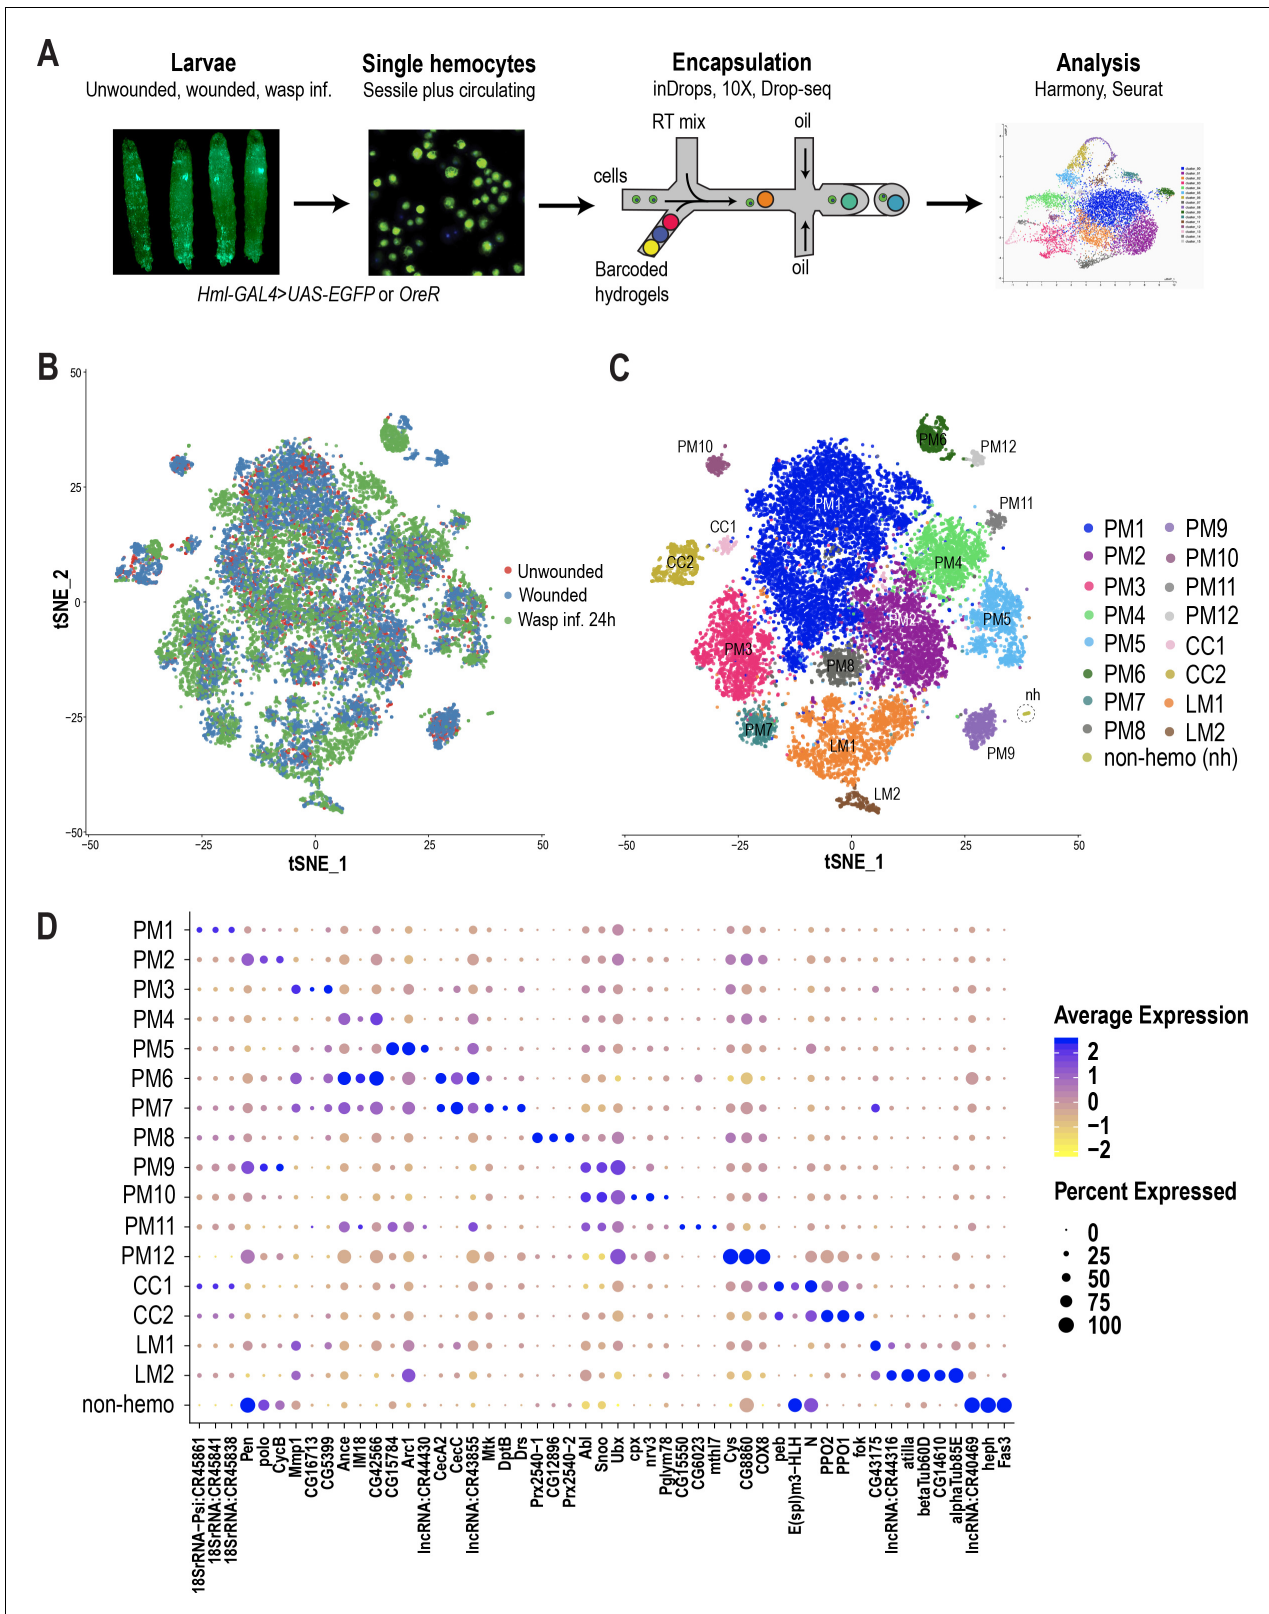 A
Larvae
Unwounded, wounded, wasp inf.
Single hemocytes
Sessile plus circulating
Encapsulation
inDrops, 10X, Drop-seq
Analysis
Harmony, Seurat
RT mix
oil
cells
Barcoded
hydrogels
oil
Hml-GAL4>UAS-EGFP or OreR
B
50
25
0
−25
−50
tSNE_2
−50
−25
0
25
50
tSNE_1
Unwounded
Wounded
Wasp inf. 24h
C
PM10
PM6
PM12
PM1
PM11
CC1
CC2
PM4
PM2
PM5
PM3
PM8
nh
PM7
LM1
PM9
LM2
−50
−25
0
25
50
tSNE_1
PM1
PM2
PM3
PM4
PM5
PM6
PM7
PM8
non-hemo (nh)
PM9
PM10
PM11
PM12
CC1
CC2
LM1
LM2
D
PM1
PM2
PM3
PM4
PM5
PM6
PM7
PM8
PM9
PM10
PM11
PM12
CC1
CC2
LM1
LM2
non-hemo
18SrRNA−Psi:CR45861
18SrRNA:CR45841
18SrRNA:CR45838
Pen
polo
CycB
Mmp1
CG16713
CG5399
Ance
IM18
CG42566
CG15784
Arc1
lncRNA:CR44430
CecA2
CecC
lncRNA:CR43855
Mtk
DptB
Drs
Prx2540−1
CG12896
Prx2540−2
Abl
Snoo
Ubx
cpx
nrv3
Pglym78
CG15550
CG6023
mthl7
Cys
CG8860
COX8
peb
E(spl)m3−HLH
N
PPO2
PPO1
fok
CG43175
lncRNA:CR44316
atilla
betaTub60D
CG14610
alphaTub85E
lncRNA:CR40469
heph
Fas3
Average Expression
2
1
0
−1
−2
Percent Expressed
0
25
50
75
100